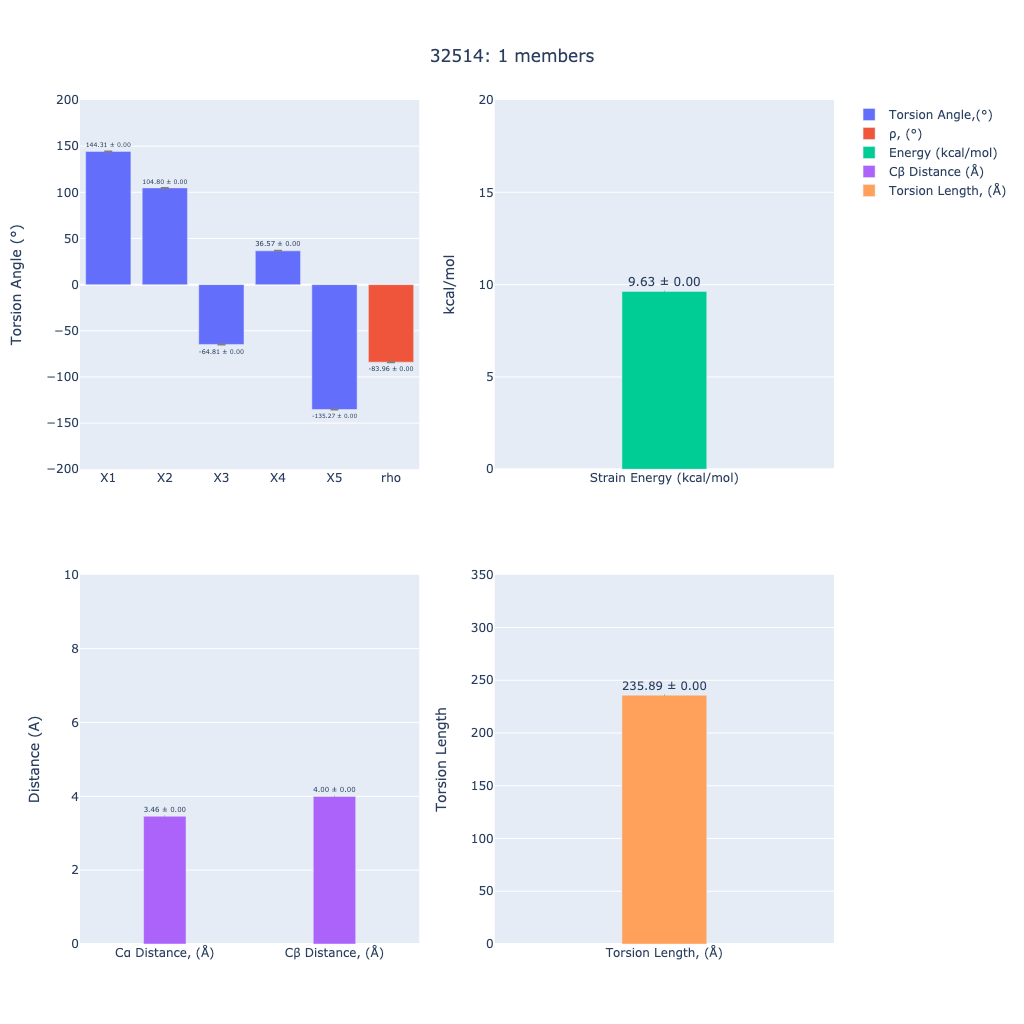 32514: 1 members
200
150
100
50
0
−50
−100
−150
−200
Torsion Angle (°)
144.31 ± 0.00
104.80 ± 0.00
-64.81 ± 0.00
36.57 ± 0.00
-135.27 ± 0.00
-83.96 ± 0.00
X1 X2 X3 X4 X5 rho
20
15
10
5
0
kcal/mol
9.63 ± 0.00
Strain Energy (kcal/mol)
Torsion Angle,(°)
ρ, (°)
Energy (kcal/mol)
Cβ Distance (Å)
Torsion Length, (Å)
10
8
6
4
2
0
Distance (A)
3.46 ± 0.00
4.00 ± 0.00
Cα Distance, (Å) Cβ Distance, (Å)
350
300
250
200
150
100
50
0
Torsion Length
235.89 ± 0.00
Torsion Length, (Å)